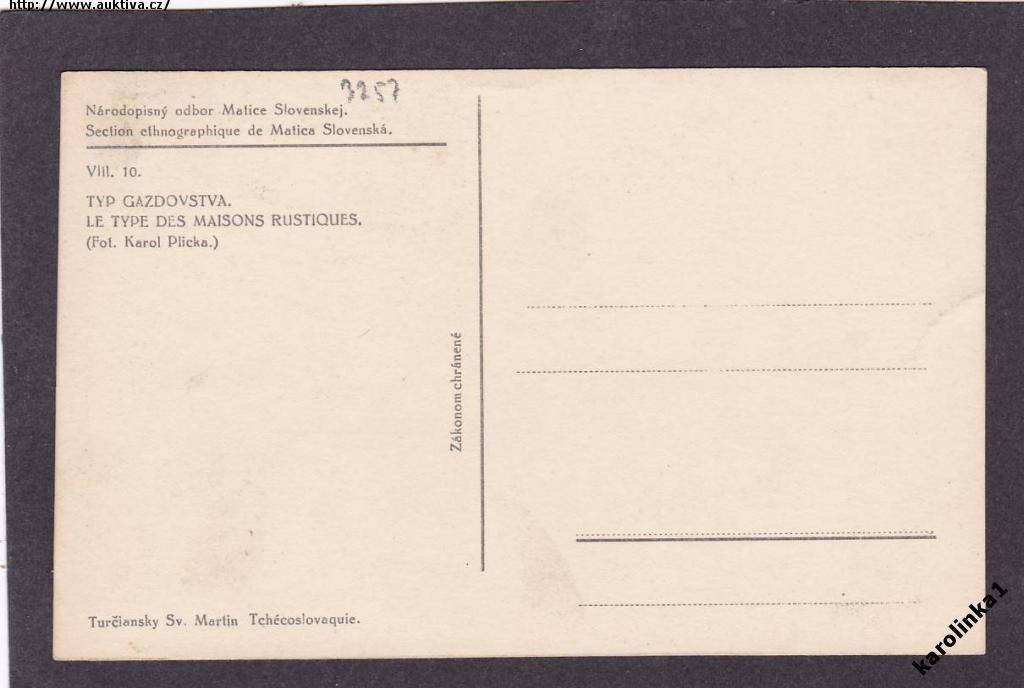 http://www.auktiva.cz/
3257
Národopisný odbor Matice Slovenskej.
Section ethnographique de Matica Slovenská.
VIII. 10.
TYP GAZDOVSTVA.
LE TYPE DES MAISONS RUSTIQUES.
(Fot. Karol Plicka.)
Zákonom chránené
Turčiansky Sv. Martin Tchécoslovaquie.
karolinka1